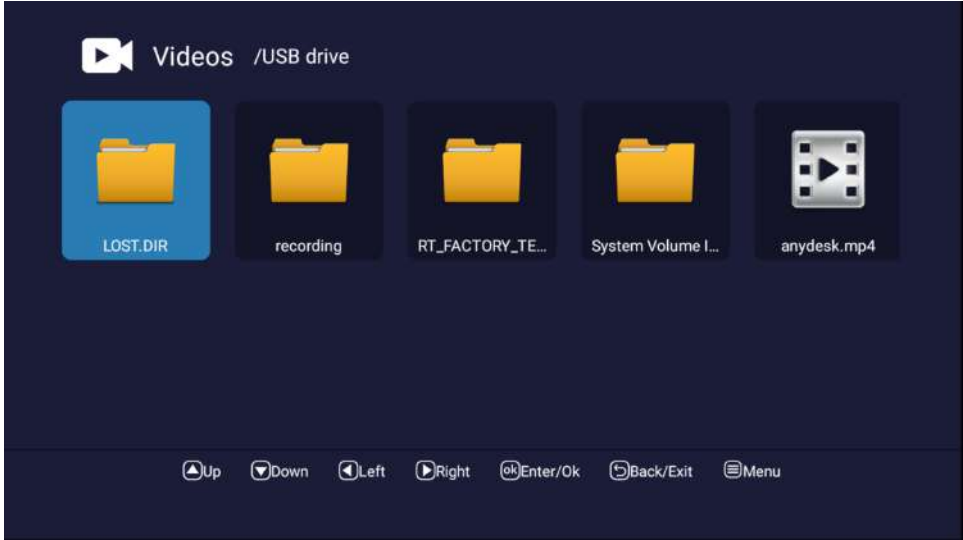 Videos /USB drive
LOST.DIR recording RT_FACTORY_TE... System Volume I... anydesk.mp4
Up Down Left Right ok Enter/Ok Back/Exit Menu